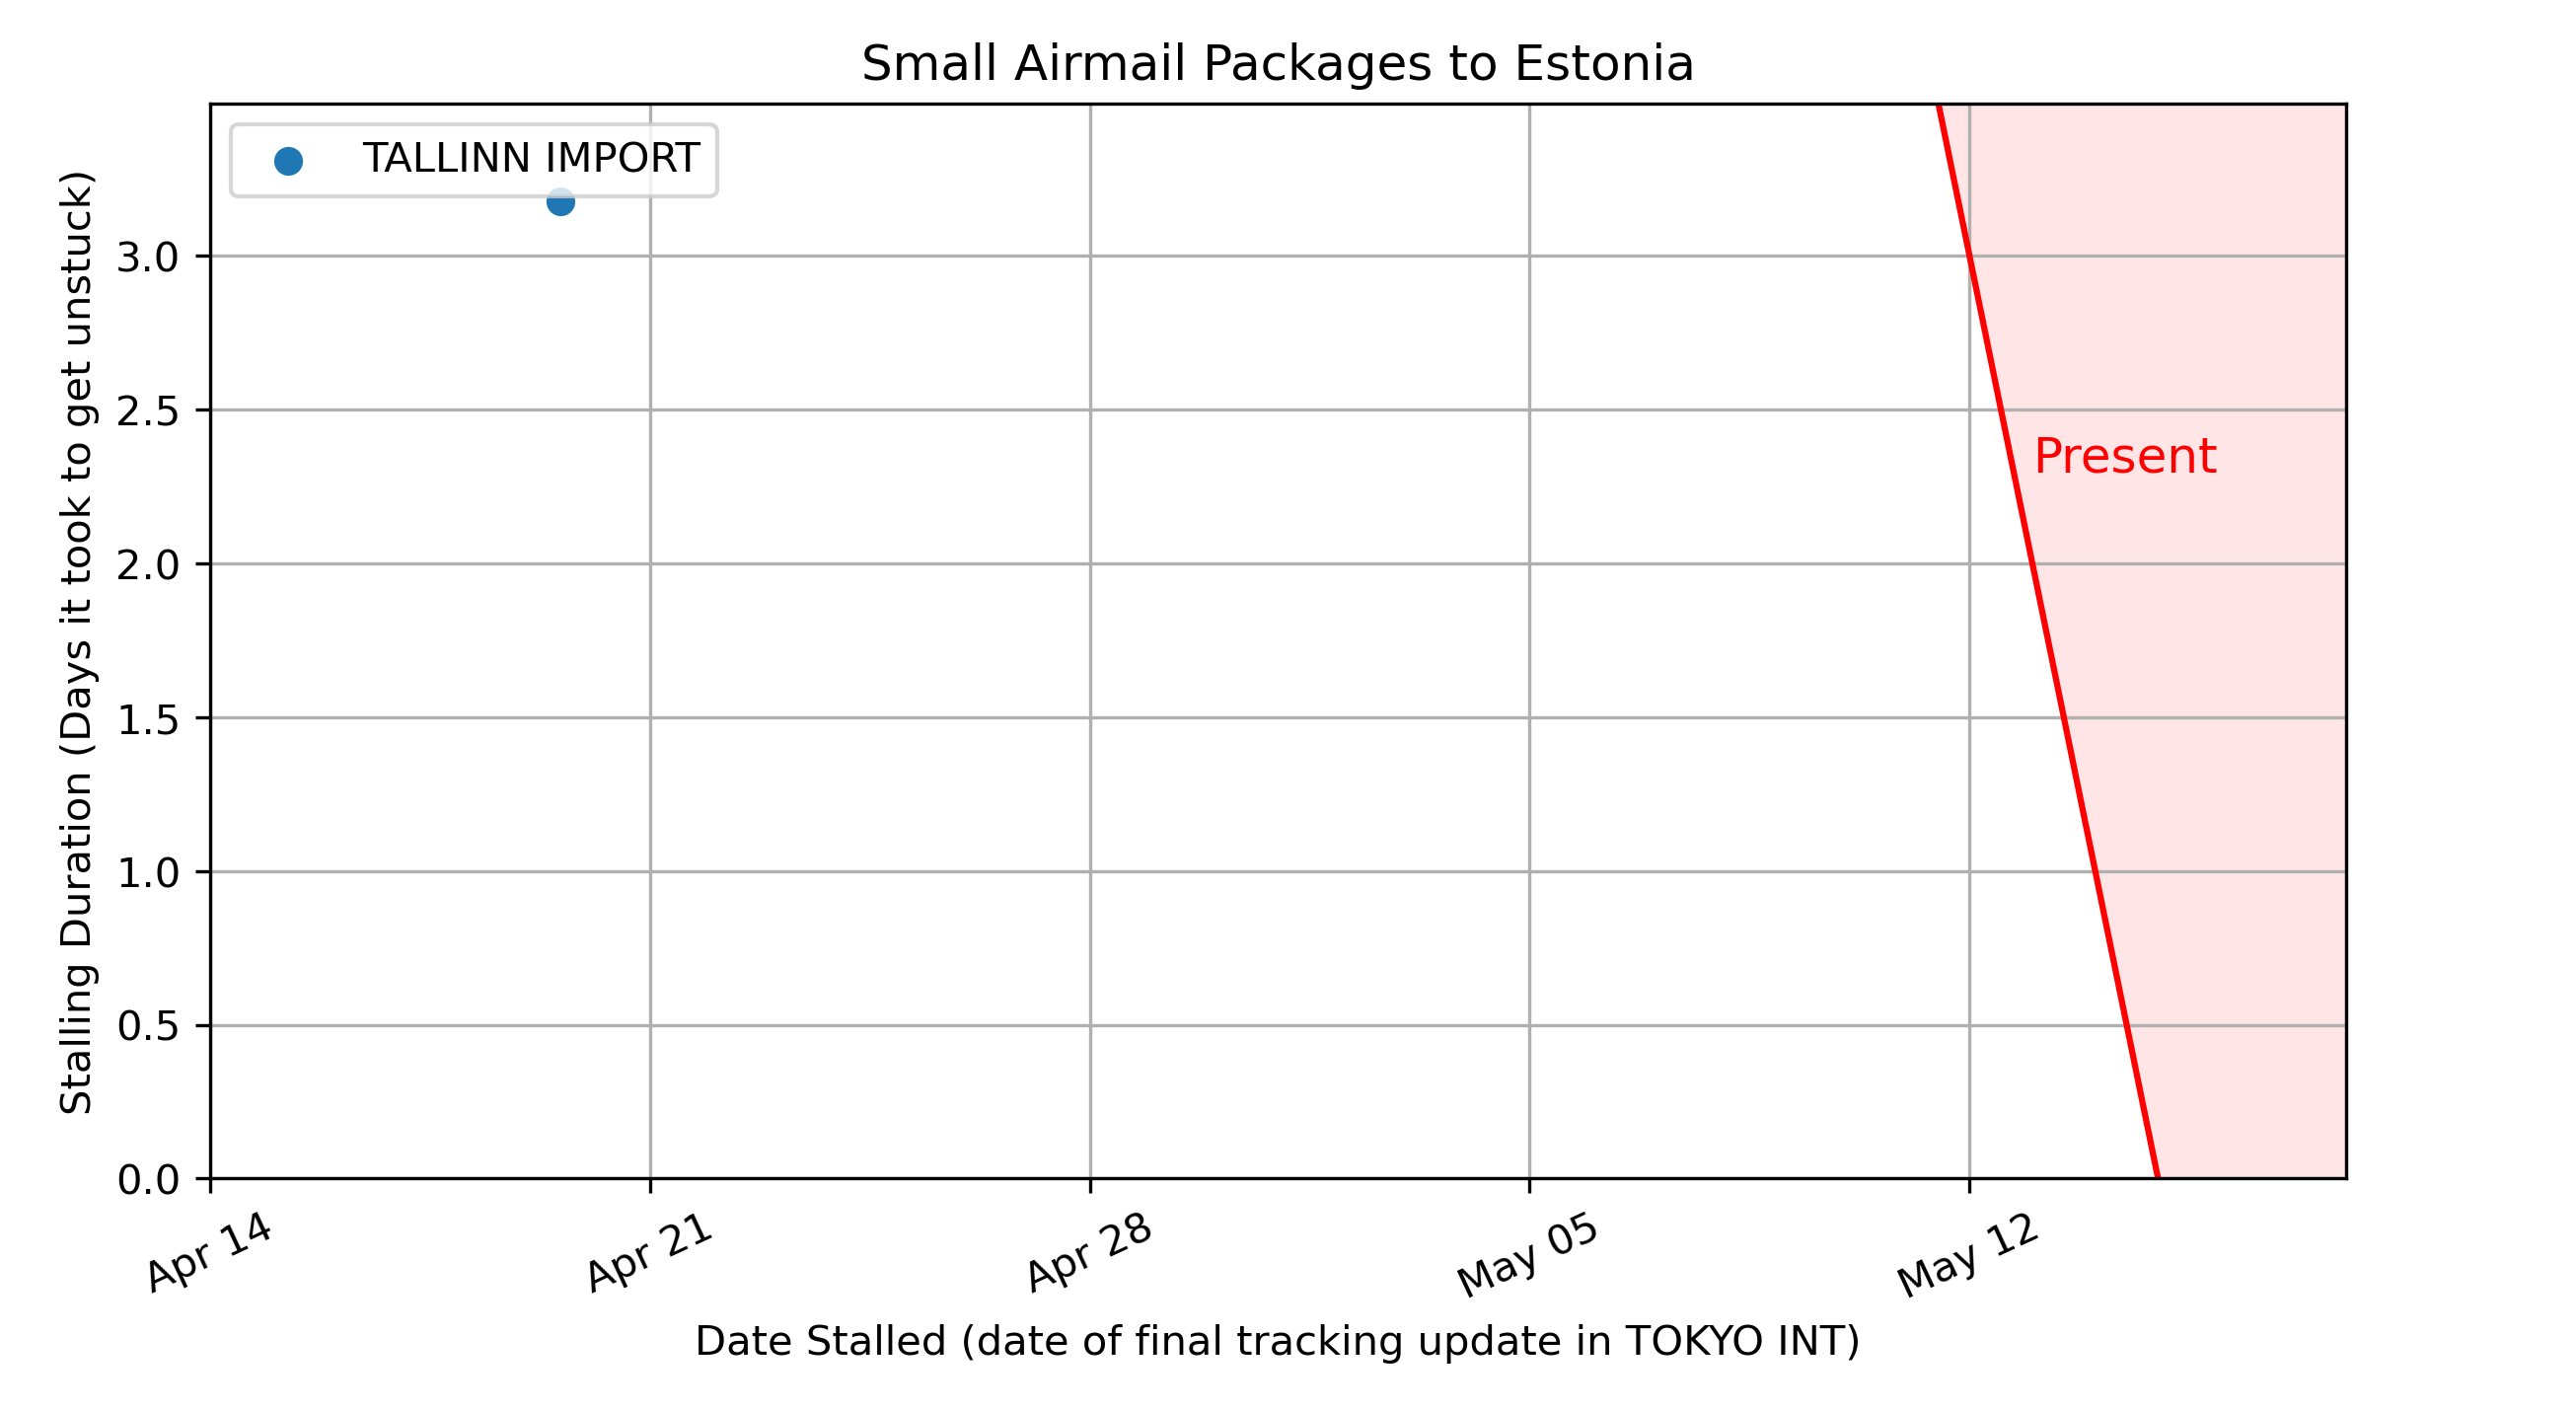 Small Airmail Packages to Estonia
TALLINN IMPORT
Stalling Duration (Days it took to get unstuck)
3.0
2.5
2.0
1.5
1.0
0.5
0.0
Present
Apr 14
Apr 21
Apr 28
May 05
May 12
Date Stalled (date of final tracking update in TOKYO INT)